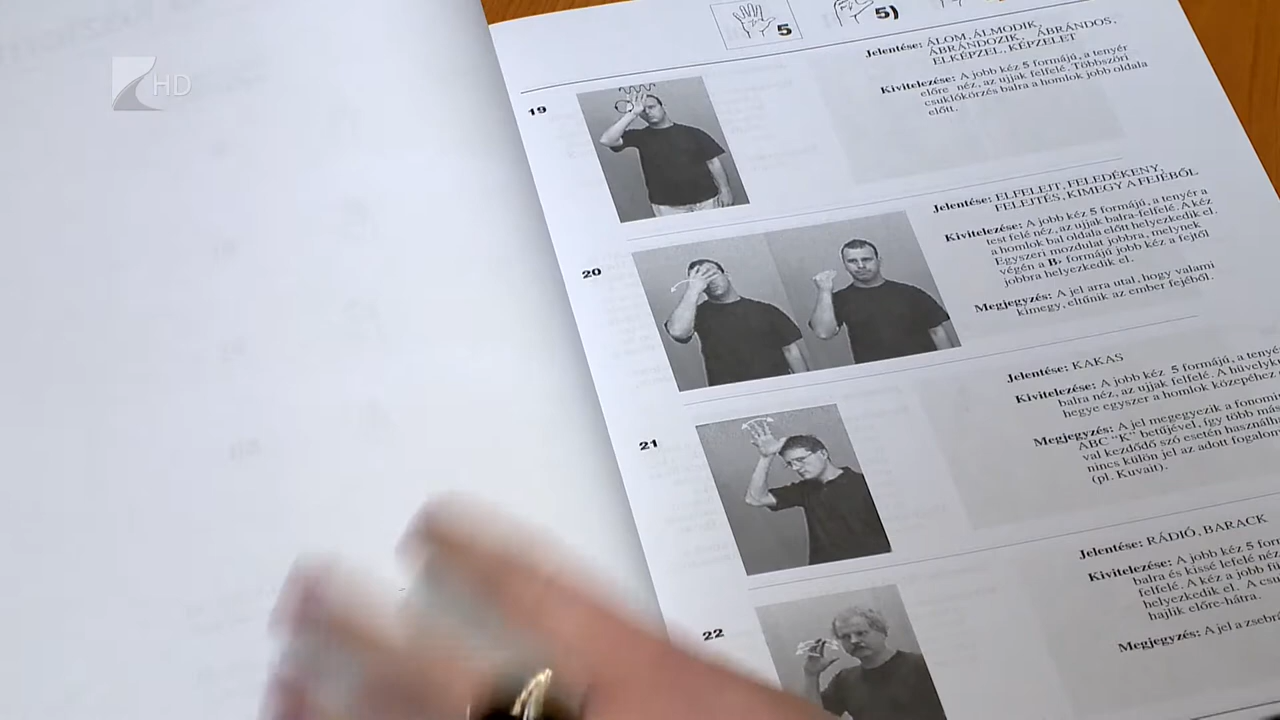 HD
5
5)
Jelentése: ÁLOM, ÁLMODIK,
ÁBRÁNDOZIK, ÁBRÁNDOS,
ELKÉPZEL, KÉPZELET
Kivitelezése: A jobb kéz 5 formájú, a tenyér
előre néz, az ujjak felfelé. Többszöri
csuklókörzés balra a homlok jobb oldala
előtt.
19
Jelentése: ELFELEJT, FELEDÉKENY,
FELEJTÉS, KIMEGY A FEJÉBŐL
Kivitelezése: A jobb kéz 5 formájú, a tenyér a
test felé néz, az ujjak balra-felfelé. A kéz
a homlok bal oldala előtt helyezkedik el.
Egyszeri mozdulat jobbra, melynek
végén a B- formájú jobb kéz a fejtől
jobbra helyezkedik el.
Megjegyzés: A jel arra utal, hogy valami
kimegy, eltűnik az ember fejéből.
20
Jelentése: KAKAS
Kivitelezése: A jobb kéz 5 formájú, a tenyér
balra néz, az ujjak felfelé. A hüvelyk
hegye egyszer a homlok közepéhez
Megjegyzés: A jel megegyezik a fonomi
ABC "K" betűjével, így több más
val kezdődő szó esetén használh
nincs külön jel az adott fogalom
(pl. Kuvait).
21
Jelentése: RÁDIÓ, BARACK
Kivitelezése: A jobb kéz 5 form
balra és kissé lefelé néz
felfelé. A kéz a jobb fü
helyezkedik el. A csu
hajlik előre-hátra.
Megjegyzés: A jel a zsebrá
22